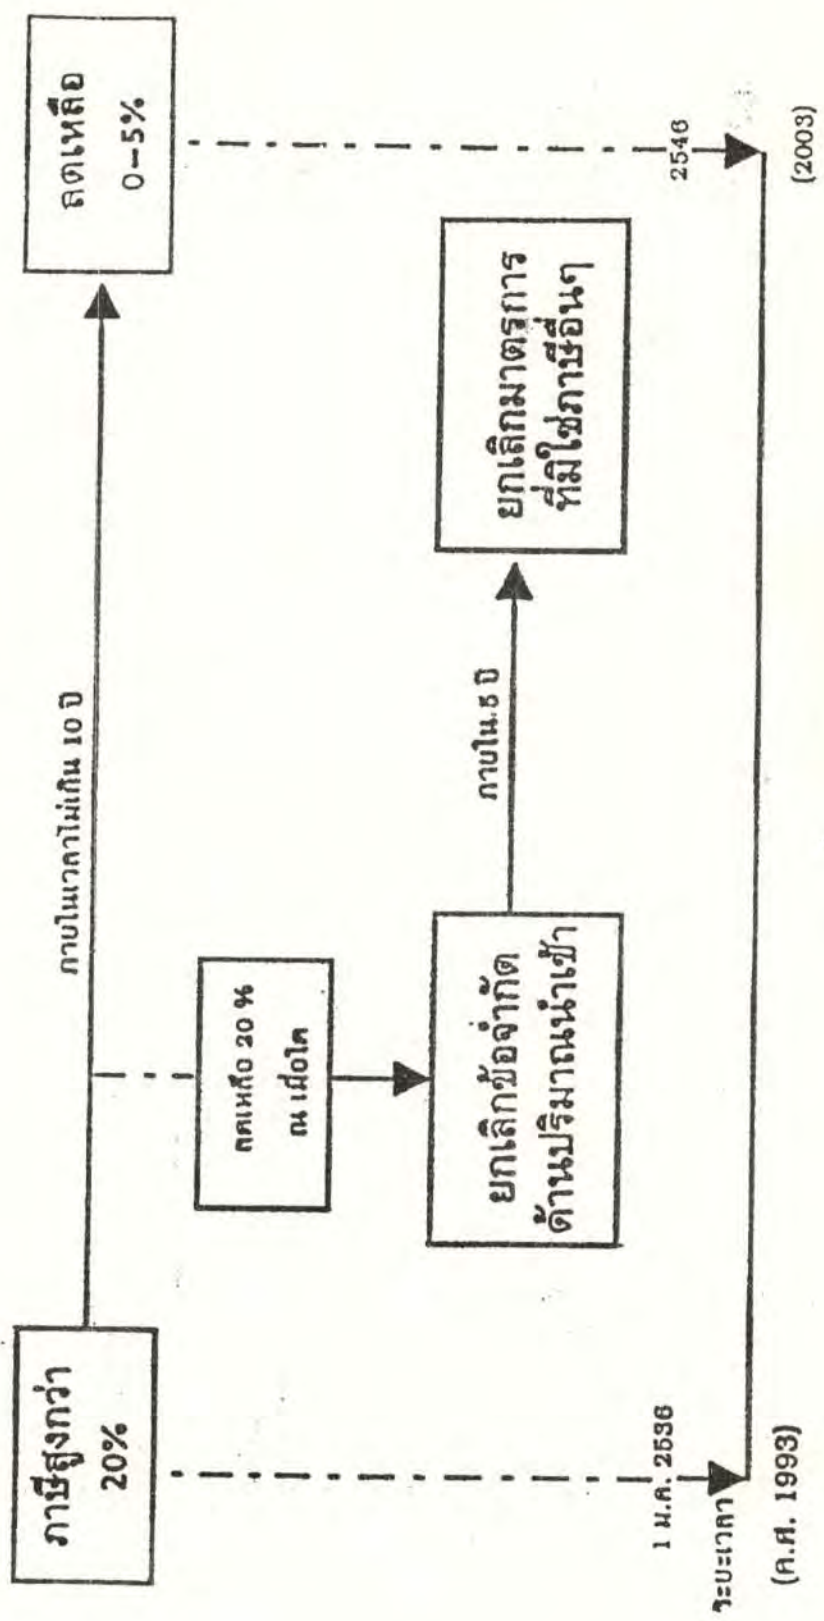 ภาษีสูงกว่า
20%
ภายในเวลาไม่เกิน 10 ปี
ลดเหลือ
0-5%
ลดเหลือ 20 %
ณ เมื่อใด
ยกเลิกข้อจำกัด
ด้านปริมาณนำเข้า
ภายใน 5 ปี
ยกเลิกมาตรการ
ที่มิใช่ภาษีอื่นๆ
1 ม.ค. 2536
2546
ระยะเวลา
(ค.ศ. 1993)
(2003)